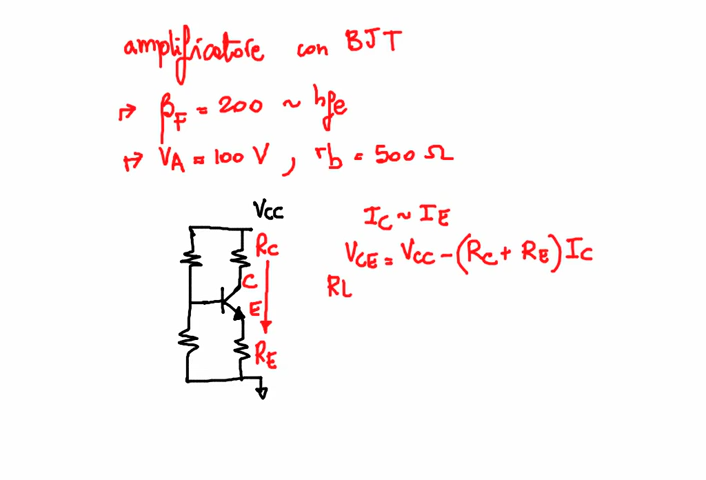 amplificatore con BJT
↦ βF = 200 ~ hfe
↦ VA = 100 V, rb = 500 Ω
VCC
IC ~ IE
RC
VCE = VCC - (RC + RE) IC
C
RL
E
RE